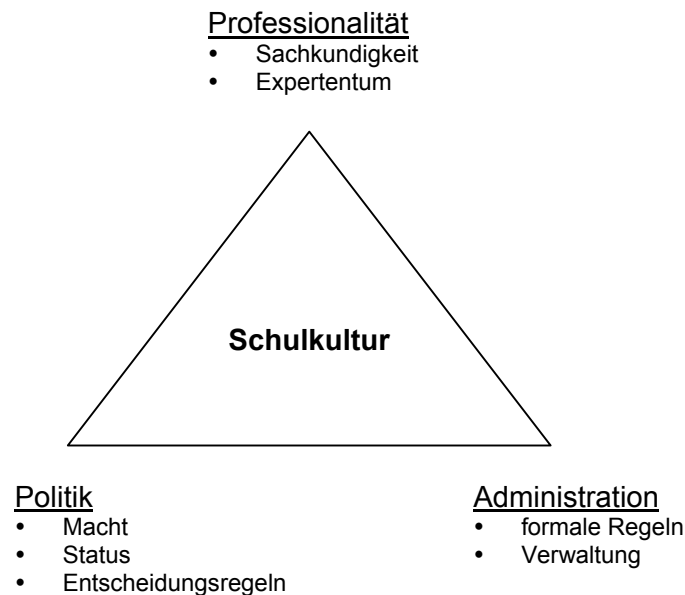 Professionalität
• Sachkundigkeit
• Expertentum
Schulkultur
Politik
• Macht
• Status
• Entscheidungsregeln
Administration
• formale Regeln
• Verwaltung